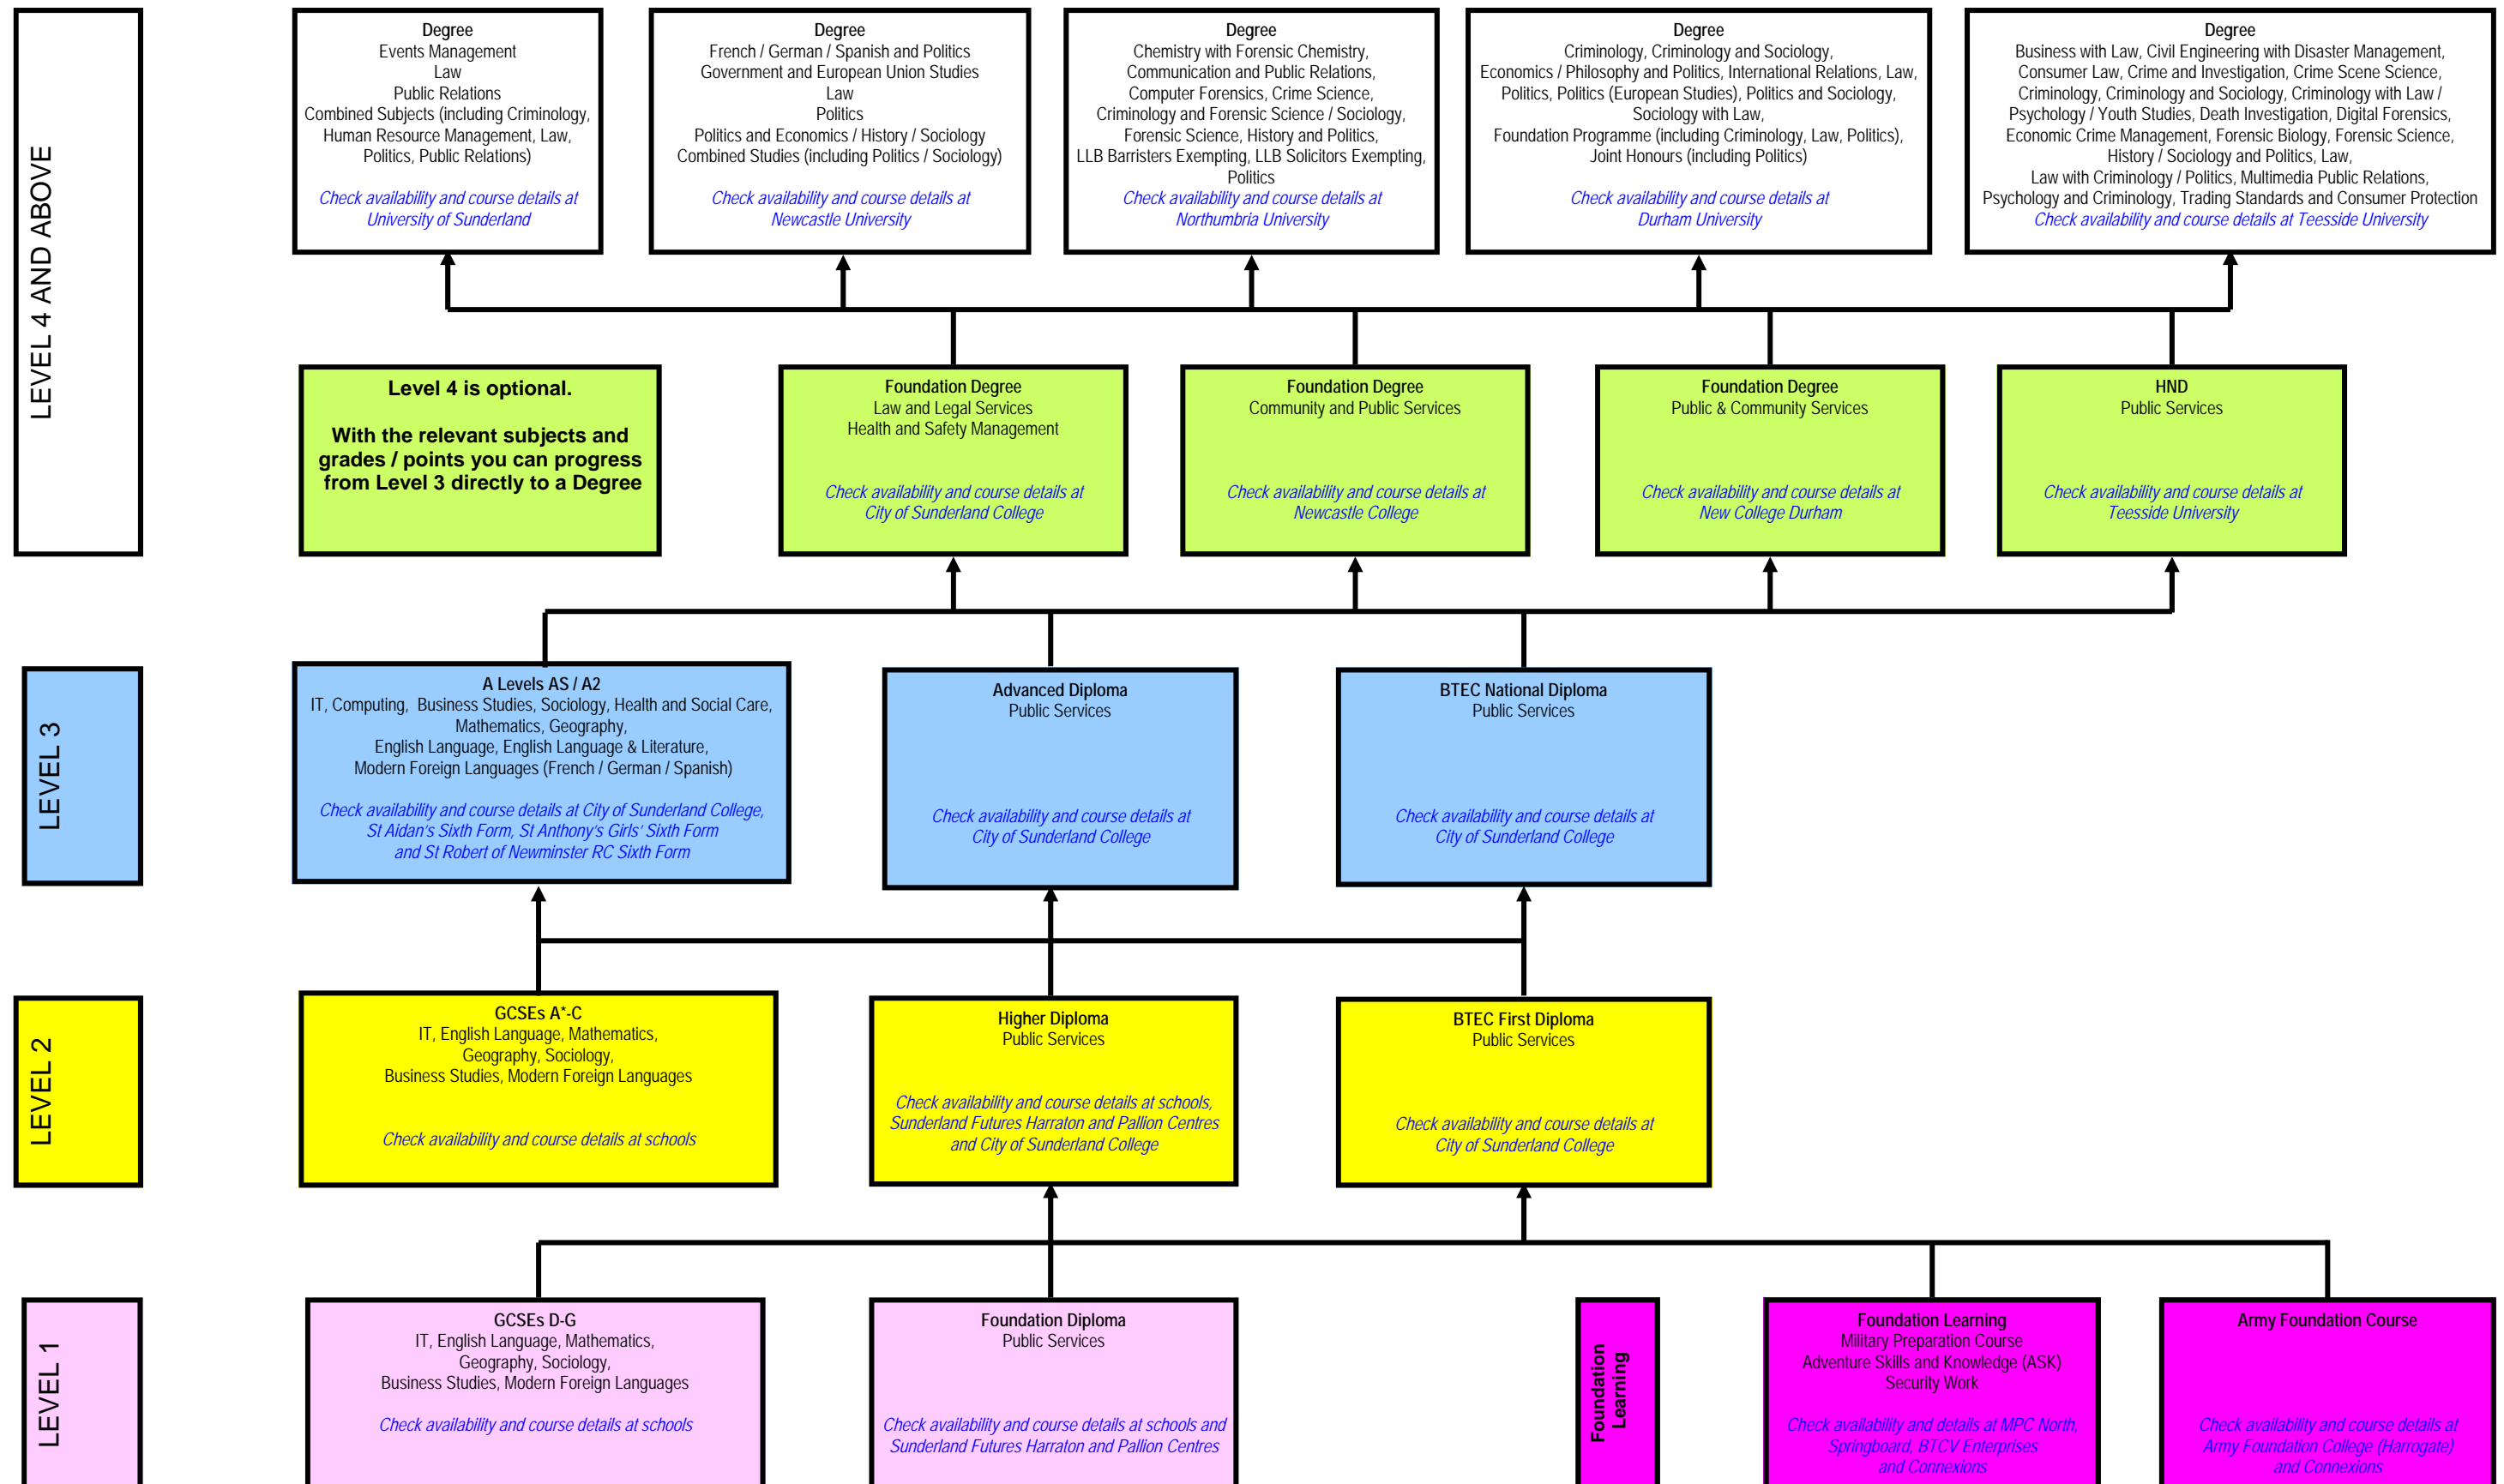 LEVEL 4 AND ABOVE
Degree
Events Management
Law
Public Relations
Combined Subjects (including Criminology,
Human Resource Management, Law,
Politics, Public Relations)
Check availability and course details at
University of Sunderland
Degree
French / German / Spanish and Politics
Government and European Union Studies
Law
Politics
Politics and Economics / History / Sociology
Combined Studies (including Politics / Sociology)
Check availability and course details at
Newcastle University
Degree
Chemistry with Forensic Chemistry,
Communication and Public Relations,
Computer Forensics, Crime Science,
Criminology and Forensic Science / Sociology,
Forensic Science, History and Politics,
LLB Barristers Exempting, LLB Solicitors Exempting,
Politics
Check availability and course details at
Northumbria University
Degree
Criminology, Criminology and Sociology,
Economics / Philosophy and Politics, International Relations, Law,
Politics, Politics (European Studies), Politics and Sociology,
Sociology with Law,
Foundation Programme (including Criminology, Law, Politics),
Joint Honours (including Politics)
Check availability and course details at
Durham University
Degree
Business with Law, Civil Engineering with Disaster Management,
Consumer Law, Crime and Investigation, Crime Scene Science,
Criminology, Criminology and Sociology, Criminology with Law /
Psychology / Youth Studies, Death Investigation, Digital Forensics,
Economic Crime Management, Forensic Biology, Forensic Science,
History / Sociology and Politics, Law,
Law with Criminology / Politics, Multimedia Public Relations,
Psychology and Criminology, Trading Standards and Consumer Protection
Check availability and course details at Teesside University
Level 4 is optional.
With the relevant subjects and
grades / points you can progress
from Level 3 directly to a Degree
Foundation Degree
Law and Legal Services
Health and Safety Management
Check availability and course details at
City of Sunderland College
Foundation Degree
Community and Public Services
Check availability and course details at
Newcastle College
Foundation Degree
Public & Community Services
Check availability and course details at
New College Durham
HND
Public Services
Check availability and course details at
Teesside University
LEVEL 3
A Levels AS / A2
IT, Computing, Business Studies, Sociology, Health and Social Care,
Mathematics, Geography,
English Language, English Language & Literature,
Modern Foreign Languages (French / German / Spanish)
Check availability and course details at City of Sunderland College,
St Aidan's Sixth Form, St Anthony's Girls' Sixth Form
and St Robert of Newminster RC Sixth Form
Advanced Diploma
Public Services
Check availability and course details at
City of Sunderland College
BTEC National Diploma
Public Services
Check availability and course details at
City of Sunderland College
LEVEL 2
GCSEs A*-C
IT, English Language, Mathematics,
Geography, Sociology,
Business Studies, Modern Foreign Languages
Check availability and course details at schools
Higher Diploma
Public Services
Check availability and course details at schools,
Sunderland Futures Harraton and Pallion Centres
and City of Sunderland College
BTEC First Diploma
Public Services
Check availability and course details at
City of Sunderland College
LEVEL 1
GCSEs D-G
IT, English Language, Mathematics,
Geography, Sociology,
Business Studies, Modern Foreign Languages
Check availability and course details at schools
Foundation Diploma
Public Services
Check availability and course details at schools and
Sunderland Futures Harraton and Pallion Centres
Foundation
Learning
Foundation Learning
Military Preparation Course
Adventure Skills and Knowledge (ASK)
Security Work
Check availability and details at MPC North,
Springboard, BTCV Enterprises
and Connexions
Army Foundation Course
Check availability and course details at
Army Foundation College (Harrogate)
and Connexions